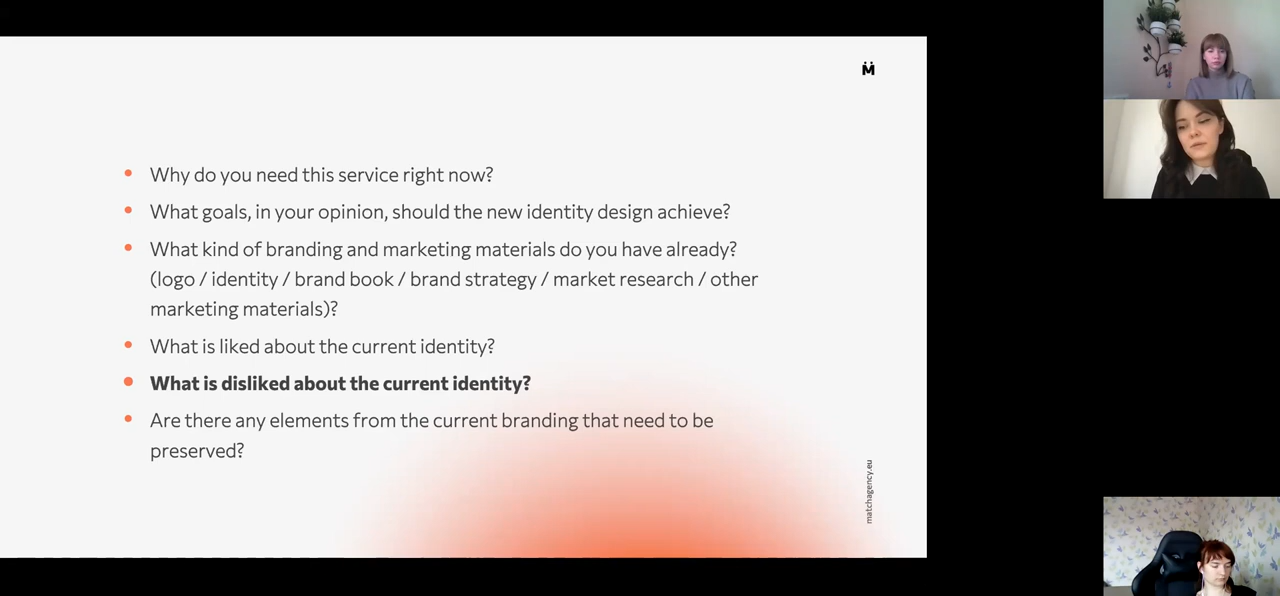 M̈
Why do you need this service right now?
What goals, in your opinion, should the new identity design achieve?
What kind of branding and marketing materials do you have already?
(logo / identity / brand book / brand strategy / market research / other
marketing materials)?
What is liked about the current identity?
What is disliked about the current identity?
Are there any elements from the current branding that need to be
preserved?
matchagency.eu